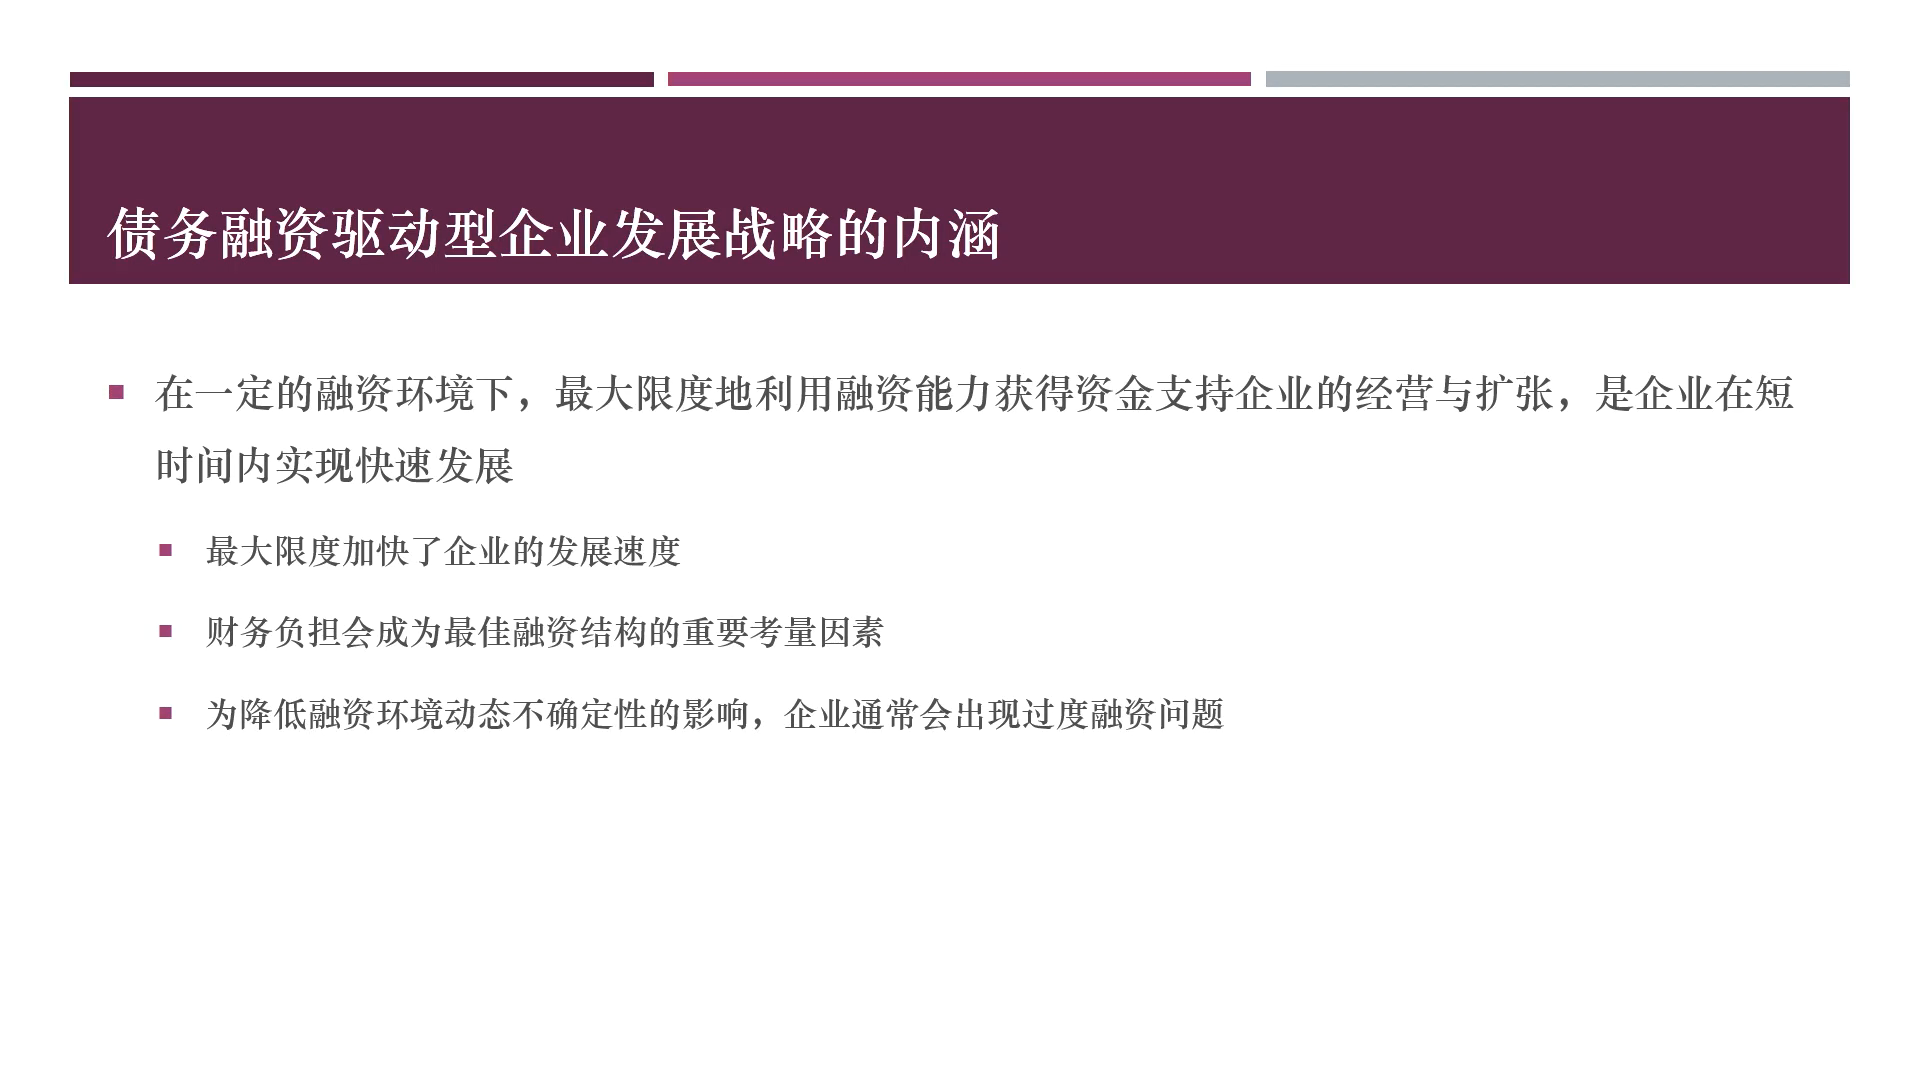 债务融资驱动型企业发展战略的内涵
在一定的融资环境下，最大限度地利用融资能力获得资金支持企业的经营与扩张，是企业在短
时间内实现快速发展
最大限度加快了企业的发展速度
财务负担会成为最佳融资结构的重要考量因素
为降低融资环境动态不确定性的影响，企业通常会出现过度融资问题